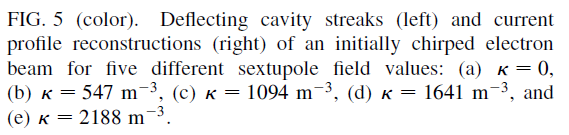 FIG. 5 (color). Deflecting cavity streaks (left) and current
profile reconstructions (right) of an initially chirped electron
beam for five different sextupole field values: (a) κ = 0,
(b) κ = 547 m⁻³, (c) κ = 1094 m⁻³, (d) κ = 1641 m⁻³, and
(e) κ = 2188 m⁻³.